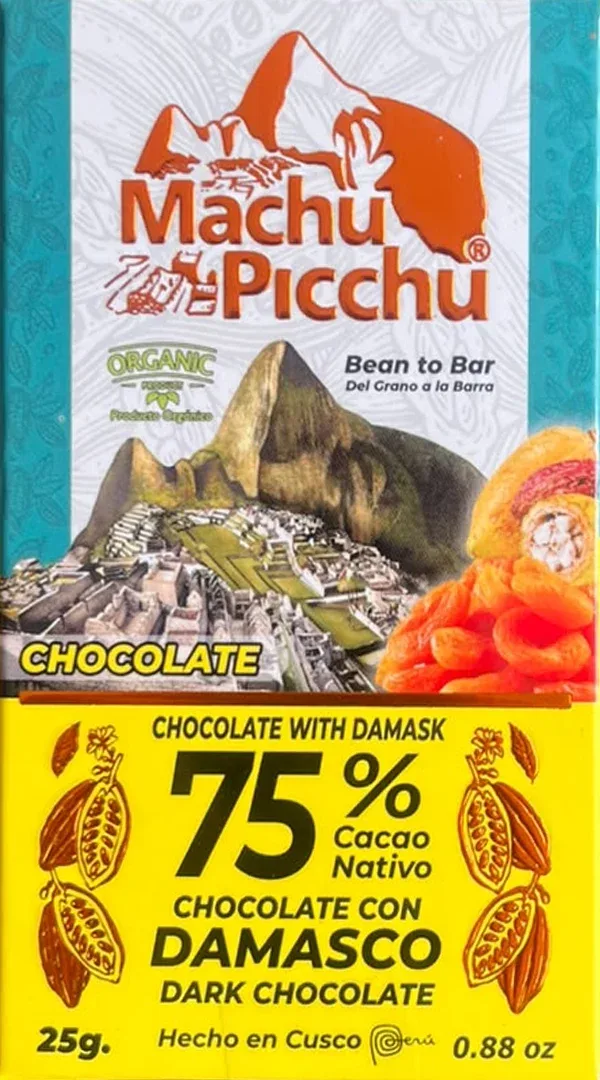 Machu
Picchu®
ORGANIC
PRODUCT
Producto Orgánico
Bean to Bar
Del Grano a la Barra
CHOCOLATE
CHOCOLATE WITH DAMASK
75%
Cacao
Nativo
CHOCOLATE CON
DAMASCO
DARK CHOCOLATE
25g.
Hecho en Cusco Perú
0.88 oz